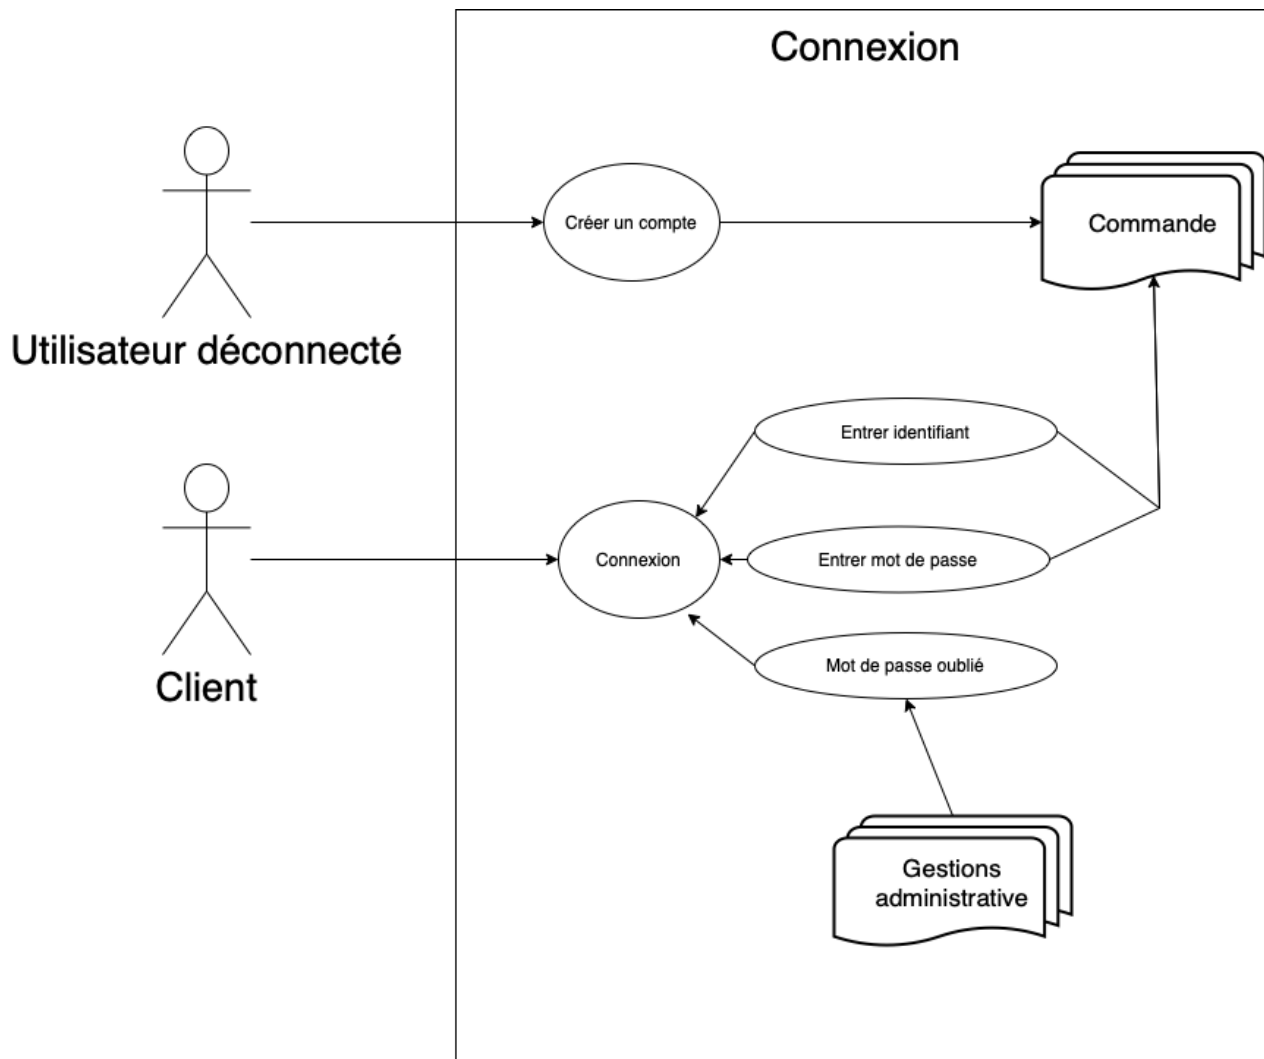 Connexion
Créer un compte
Commande
Utilisateur déconnecté
Entrer identifiant
Connexion
Entrer mot de passe
Mot de passe oublié
Client
Gestions
administrative